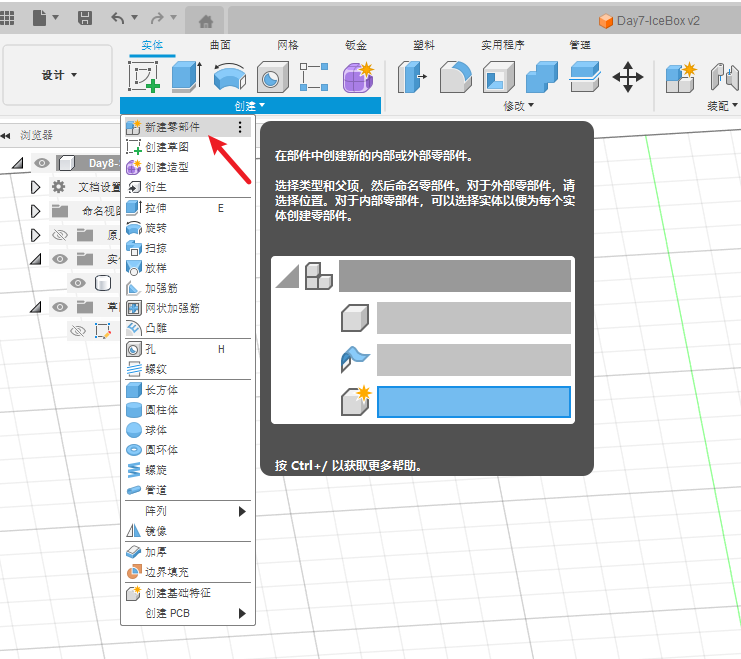 Day7-IceBox v2
实体
曲面
网格
钣金
塑料
实用程序
管理
设计
创建
修改
装配
浏览器
Day8-
文档设置
命名视图
原
实
草
新建零部件
创建草图
创建造型
衍生
拉伸 E
旋转
扫掠
放样
加强筋
网状加强筋
凸雕
孔 H
螺纹
长方体
圆柱体
球体
圆环体
螺旋
管道
阵列
镜像
加厚
边界填充
创建基础特征
创建 PCB
在部件中创建新的内部或外部零部件。
选择类型和父项，然后命名零部件。对于外部零部件，请
选择位置。对于内部零部件，可以选择实体以便为每个实
体创建零部件。
按 Ctrl+/ 以获取更多帮助。